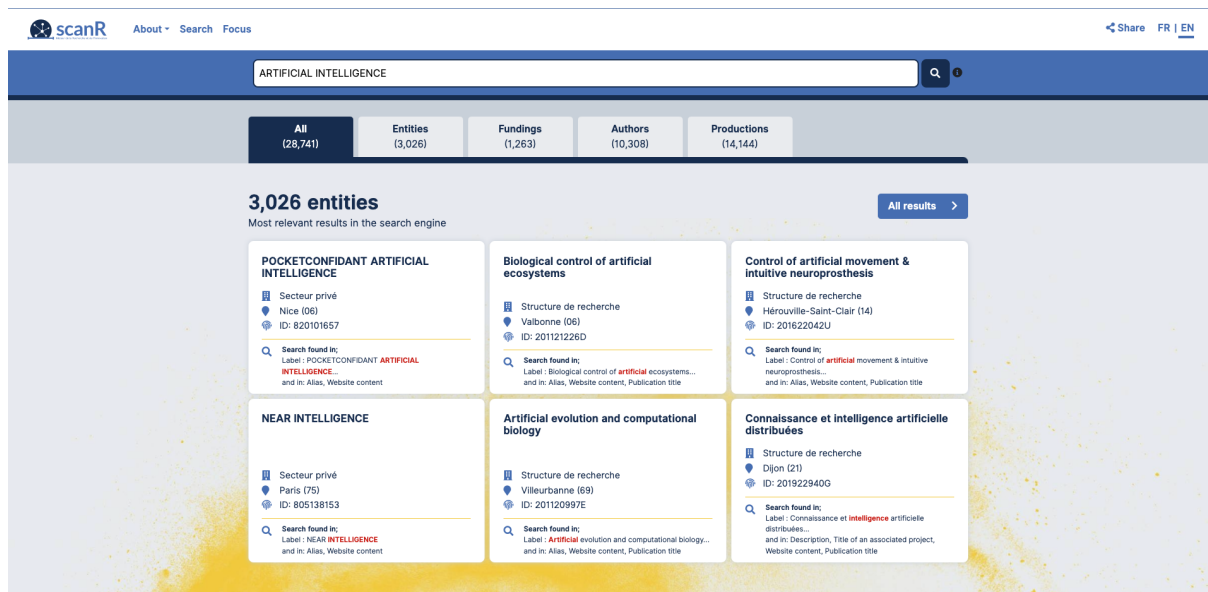 scanR
About Search Focus
Share FR | EN
ARTIFICIAL INTELLIGENCE
All
(28,741)
Entities
(3,026)
Fundings
(1,263)
Authors
(10,308)
Productions
(14,144)
3,026 entities
Most relevant results in the search engine
All results
POCKETCONFIDANT ARTIFICIAL
INTELLIGENCE
Secteur privé
Nice (06)
ID: 820101657
Search found in;
Label : POCKETCONFIDANT ARTIFICIAL
INTELLIGENCE...
and in: Alias, Website content
Biological control of artificial
ecosystems
Structure de recherche
Valbonne (06)
ID: 201121226D
Search found in;
Label : Biological control of artificial ecosystems...
and in: Alias, Website content, Publication title
Control of artificial movement &
intuitive neuroprosthesis
Structure de recherche
Hérouville-Saint-Clair (14)
ID: 201622042U
Search found in;
Label : Control of artificial movement & intuitive
neuroprosthesis...
and in: Alias, Website content, Publication title
NEAR INTELLIGENCE
Secteur privé
Paris (75)
ID: 805138153
Search found in;
Label : NEAR INTELLIGENCE
and in: Alias, Website content
Artificial evolution and computational
biology
Structure de recherche
Villeurbanne (69)
ID: 201120997E
Search found in;
Label : Artificial evolution and computational biology...
and in: Alias, Website content, Publication title
Connaissance et intelligence artificielle
distribuées
Structure de recherche
Dijon (21)
ID: 201922940G
Search found in;
Label : Connaissance et intelligence artificielle
distribuées...
and in: Description, Title of an associated project,
Website content, Publication title